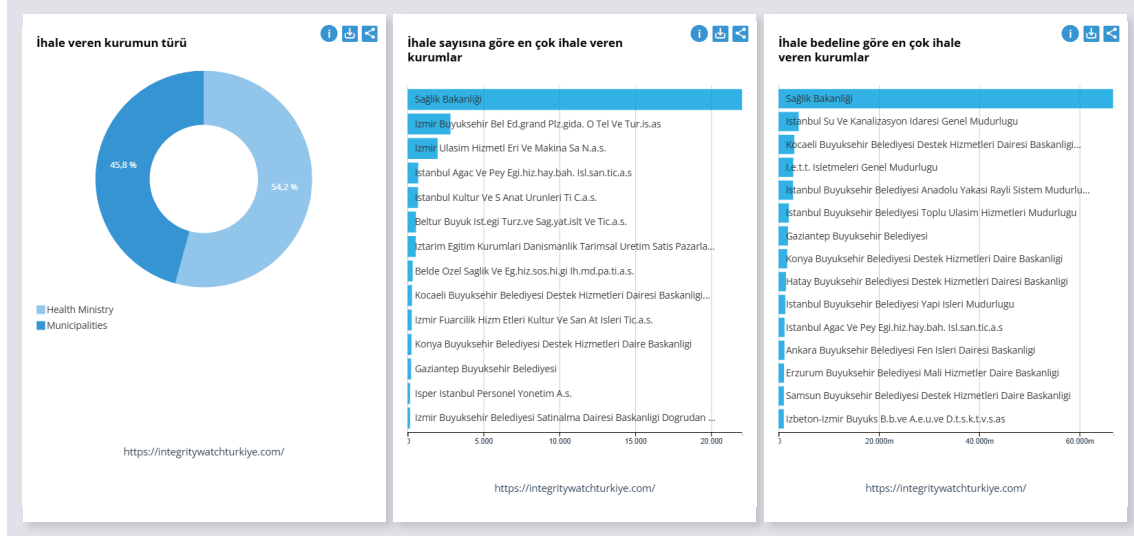 İhale veren kurumun türü
45,8 %
54,2 %
Health Ministry
Municipalities
https://integritywatchturkiye.com/
İhale sayısına göre en çok ihale veren
kurumlar
Sağlik Bakanliği
Izmir Buyuksehir Bel Ed.grand Plz.gida. O Tel Ve Tur.is.as
Izmir Ulasim Hizmetl Eri Ve Makina Sa N.a.s.
Istanbul Agac Ve Pey Egi.hiz.hay.bah. Isl.san.tic.a.s
Istanbul Kultur Ve S Anat Urunleri Ti C.a.s.
Beltur Buyuk Ist.egi Turz.ve Sag.yat.islt Ve Tic.a.s.
Iztarim Egitim Kurumlari Danismanlik Tarimsal Uretim Satis Pazarla...
Belde Ozel Saglik Ve Eg.hiz.sos.hi.gi Ih.md.pa.ti.a.s.
Kocaeli Buyuksehir Belediyesi Destek Hizmetleri Dairesi Baskanligi...
Izmir Fuarcilik Hizm Etleri Kultur Ve San At Isleri Tic.a.s.
Konya Buyuksehir Belediyesi Destek Hizmetleri Daire Baskanligi
Gaziantep Buyuksehir Belediyesi
Isper Istanbul Personel Yonetim A.s.
Izmir Buyuksehir Belediyesi Satinalma Dairesi Baskanligi Dogrudan ...
5.000 10.000 15.000 20.000
https://integritywatchturkiye.com/
İhale bedeline göre en çok ihale
veren kurumlar
Sağlik Bakanliği
Istanbul Su Ve Kanalizasyon Idaresi Genel Mudurlugu
Kocaeli Buyuksehir Belediyesi Destek Hizmetleri Dairesi Baskanligi...
I.e.t.t. Isletmeleri Genel Mudurlugu
Istanbul Buyuksehir Belediyesi Anadolu Yakasi Rayli Sistem Mudurlu...
Istanbul Buyuksehir Belediyesi Toplu Ulasim Hizmetleri Mudurlugu
Gaziantep Buyuksehir Belediyesi
Konya Buyuksehir Belediyesi Destek Hizmetleri Daire Baskanligi
Hatay Buyuksehir Belediyesi Destek Hizmetleri Dairesi Baskanligi
Istanbul Buyuksehir Belediyesi Yapi Isleri Mudurlugu
Istanbul Agac Ve Pey Egi.hiz.hay.bah. Isl.san.tic.a.s
Ankara Buyuksehir Belediyesi Fen Isleri Dairesi Baskanligi
Erzurum Buyuksehir Belediyesi Mali Hizmetler Daire Baskanligi
Samsun Buyuksehir Belediyesi Destek Hizmetleri Daire Baskanligi
Izbeton-Izmir Buyuks B.b.ve A.e.u.ve D.t.s.k.t.v.s.as
20.000m 40.000m 60.000m
https://integritywatchturkiye.com/